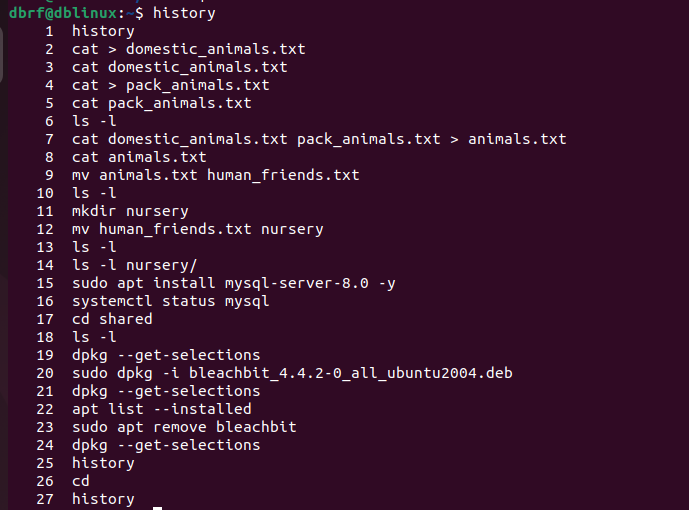 dbrf@dblinux:~$ history
1 history
2 cat > domestic_animals.txt
3 cat domestic_animals.txt
4 cat > pack_animals.txt
5 cat pack_animals.txt
6 ls -l
7 cat domestic_animals.txt pack_animals.txt > animals.txt
8 cat animals.txt
9 mv animals.txt human_friends.txt
10 ls -l
11 mkdir nursery
12 mv human_friends.txt nursery
13 ls -l
14 ls -l nursery/
15 sudo apt install mysql-server-8.0 -y
16 systemctl status mysql
17 cd shared
18 ls -l
19 dpkg --get-selections
20 sudo dpkg -i bleachbit_4.4.2-0_all_ubuntu2004.deb
21 dpkg --get-selections
22 apt list --installed
23 sudo apt remove bleachbit
24 dpkg --get-selections
25 history
26 cd
27 history